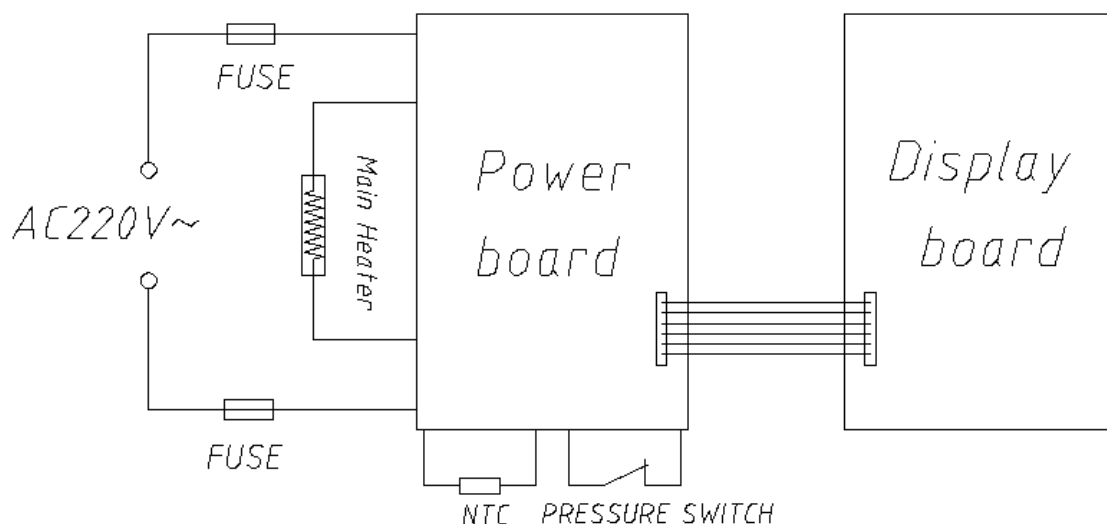 FUSE
Main Heater
AC220V~
Power
board
Display
board
FUSE
NTC
PRESSURE SWITCH